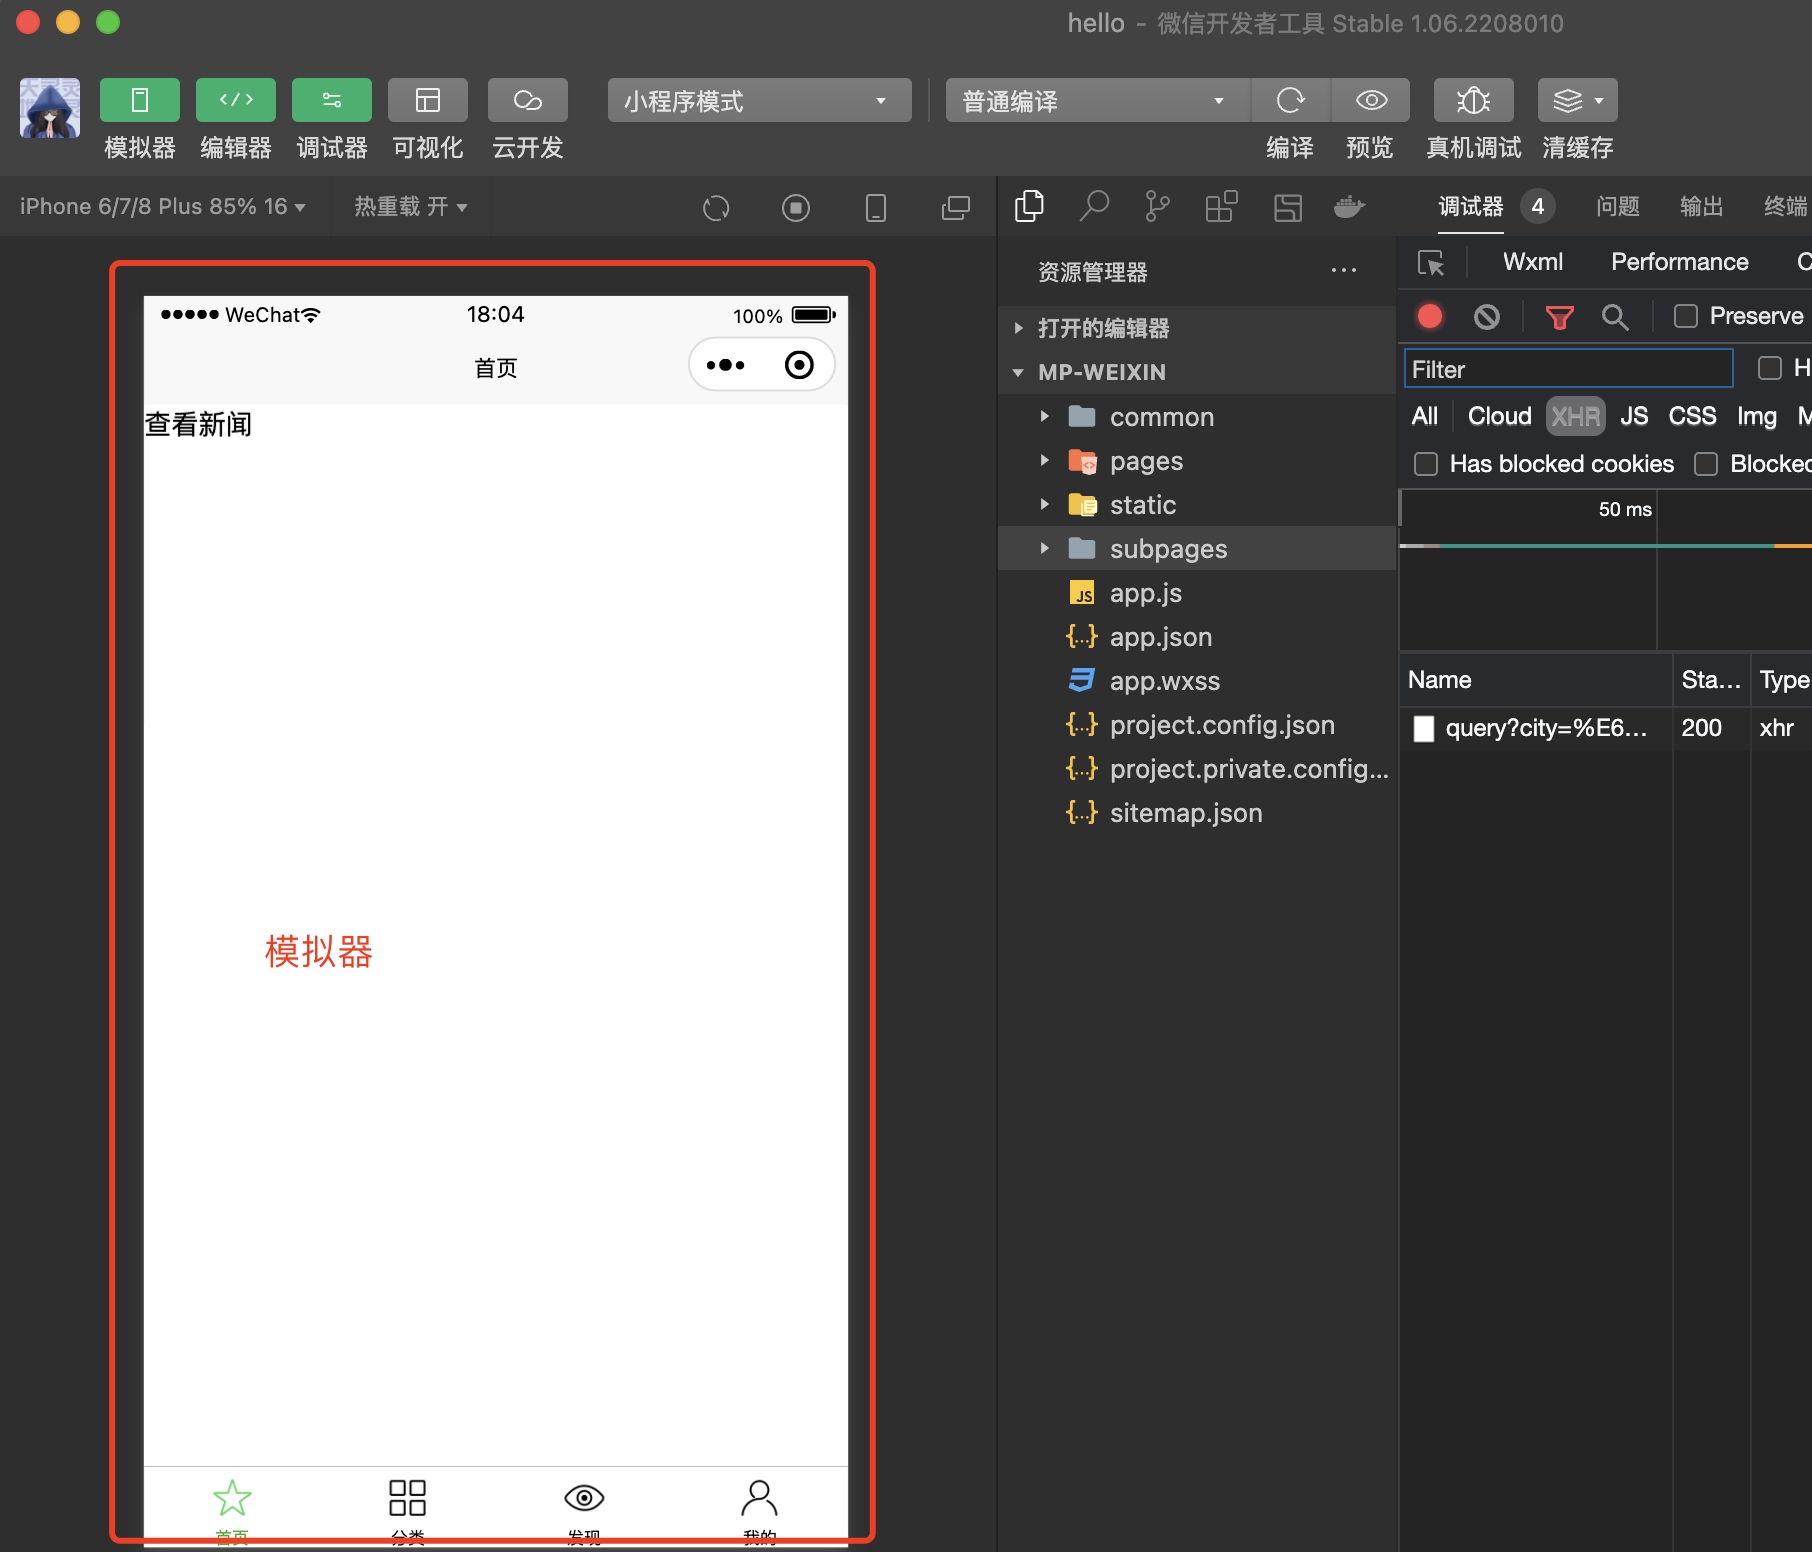 hello - 微信开发者工具 Stable 1.06.2208010
小程序模式
普通编译
模拟器
编辑器
调试器
可视化
云开发
编译
预览
真机调试
清缓存
iPhone 6/7/8 Plus 85% 16
热重载 开
WeChat
18:04
100%
首页
查看新闻
模拟器
首页
分类
发现
我的
资源管理器
打开的编辑器
MP-WEIXIN
common
pages
static
subpages
JS app.js
{...} app.json
app.wxss
{...} project.config.json
{...} project.private.config...
{...} sitemap.json
调试器 4 问题 输出 终端
Wxml Performance C
Preserve
Filter H
All Cloud XHR JS CSS Img M
Has blocked cookies Blocked
50 ms
Name Sta... Type
query?city=%E6... 200 xhr